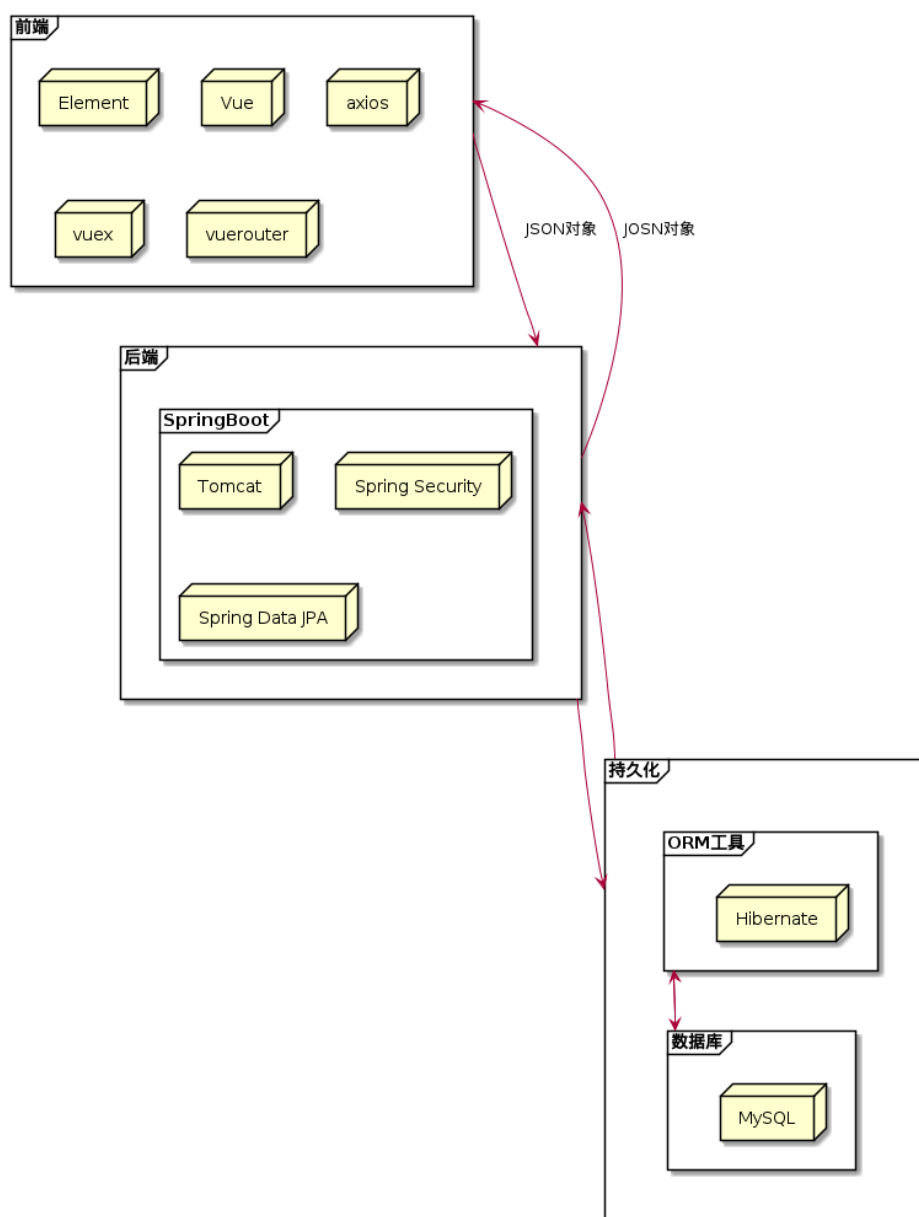 前端
Element
Vue
axios
vuex
vuerouter
JSON对象
JOSN对象
后端
SpringBoot
Tomcat
Spring Security
Spring Data JPA
持久化
ORM工具
Hibernate
数据库
MySQL